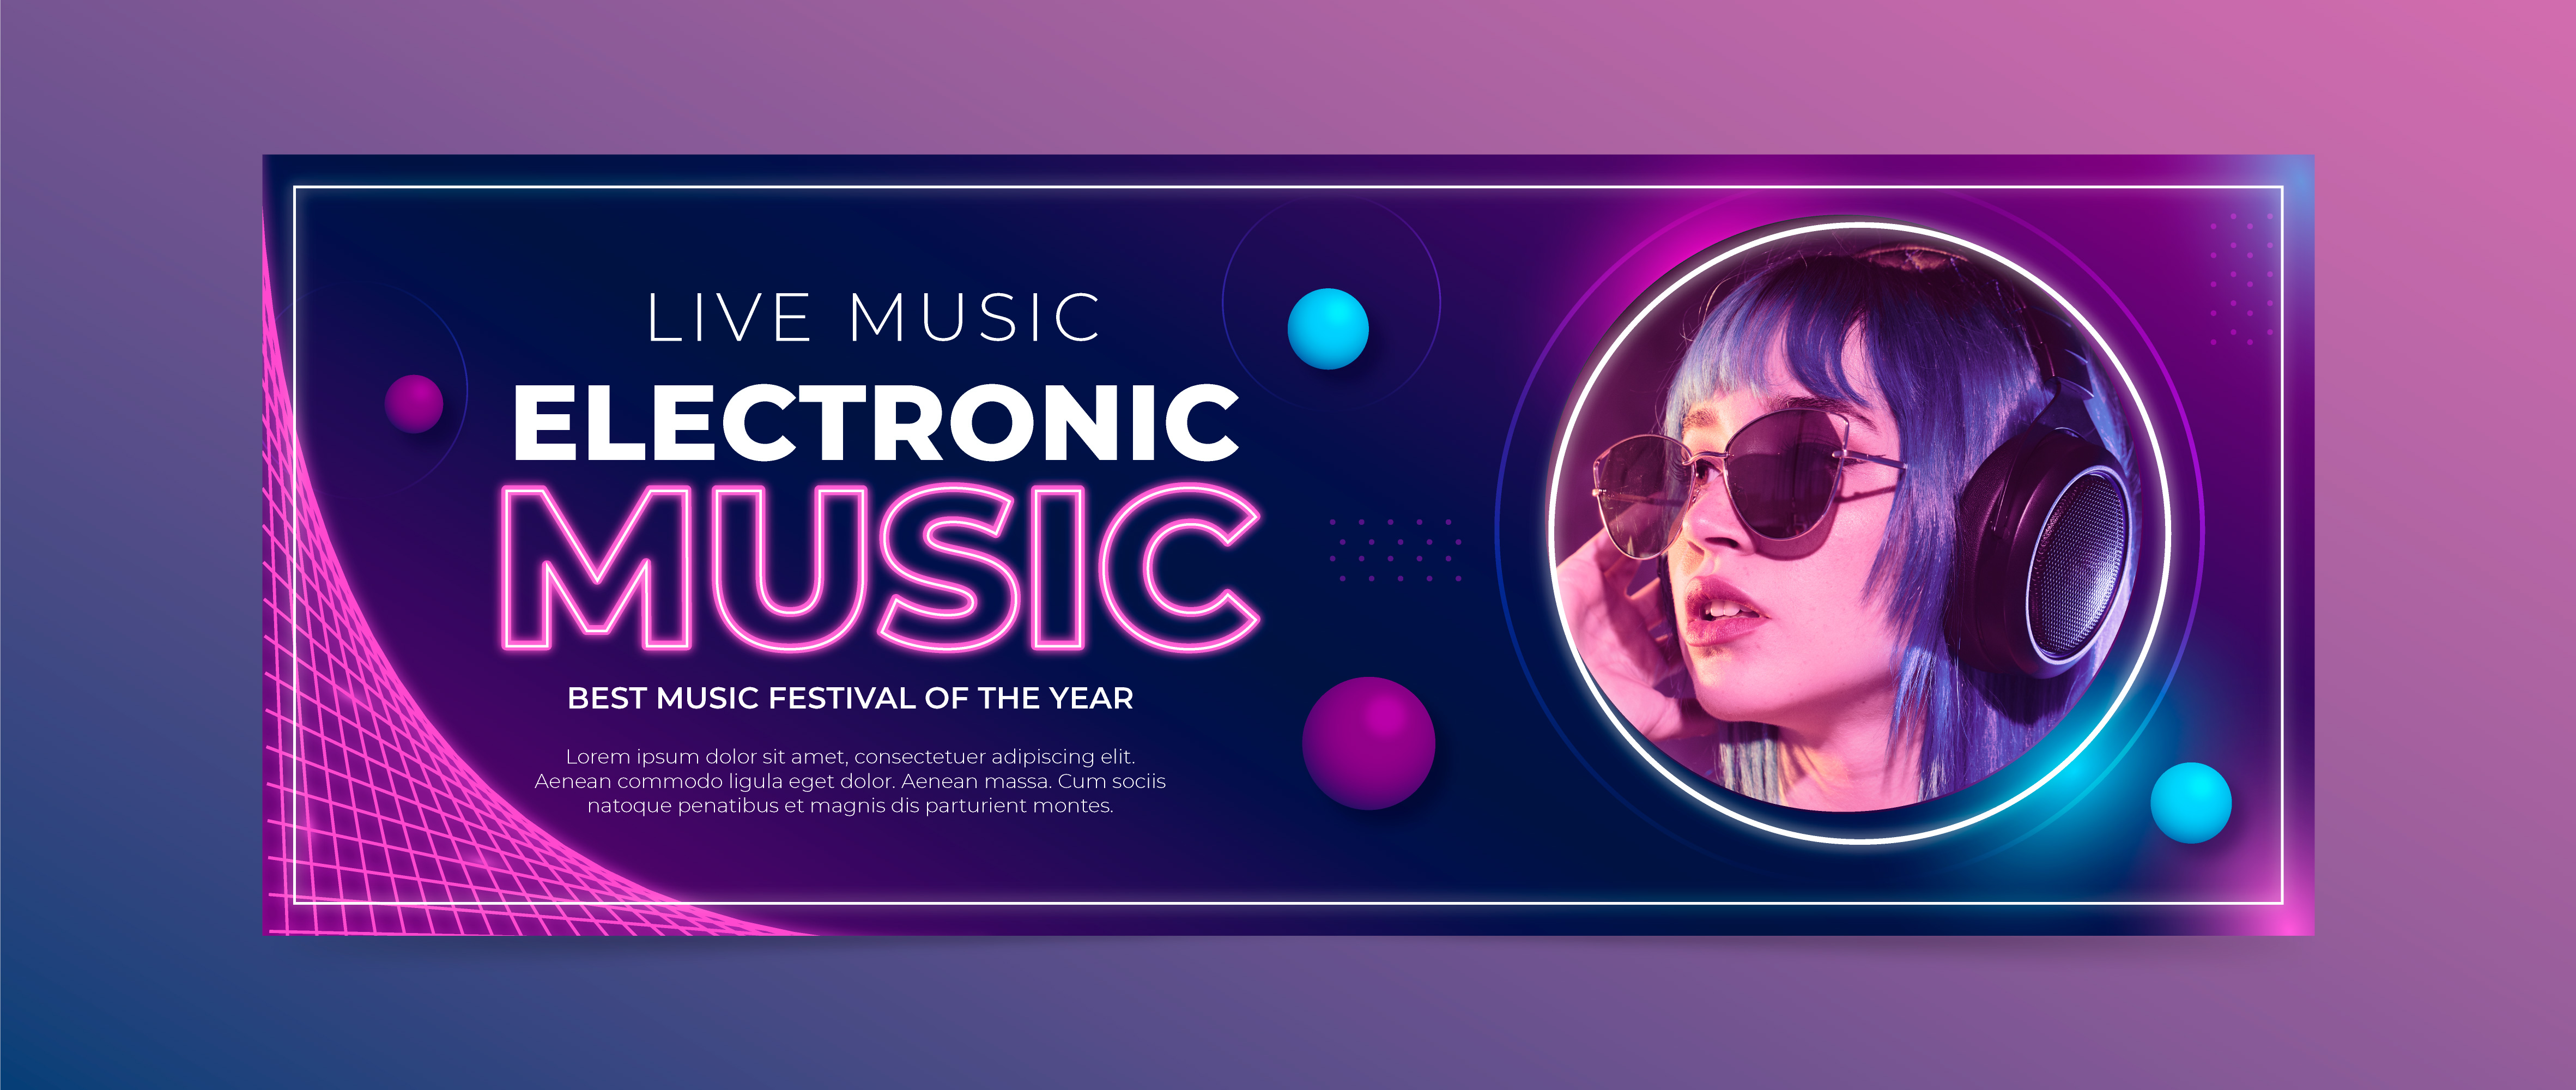 LIVE MUSIC
ELECTRONIC
MUSIC
BEST MUSIC FESTIVAL OF THE YEAR
Lorem ipsum dolor sit amet, consectetuer adipiscing elit.
Aenean commodo ligula eget dolor. Aenean massa. Cum sociis
natoque penatibus et magnis dis parturient montes.